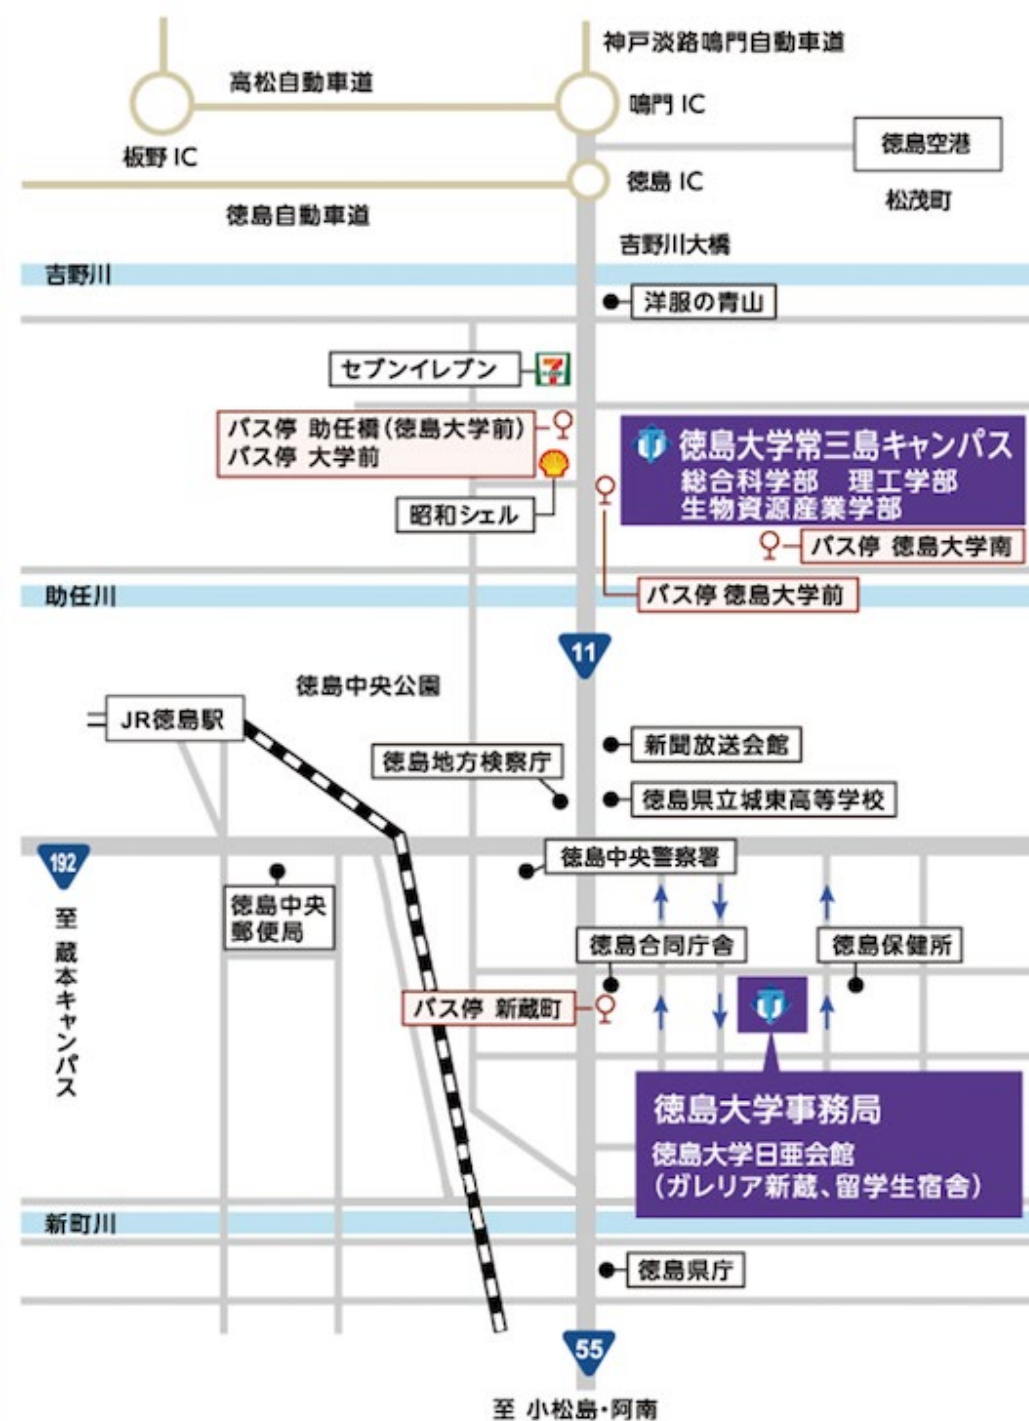 神戸淡路鳴門自動車道
高松自動車道
鳴門 IC
徳島空港
板野 IC
徳島 IC
松茂町
徳島自動車道
吉野川大橋
吉野川
洋服の青山
セブンイレブン
バス停 助任橋(徳島大学前)
バス停 大学前
徳島大学常三島キャンパス
総合科学部 理工学部
生物資源産業学部
昭和シェル
バス停 徳島大学南
助任川
バス停 徳島大学前
11
徳島中央公園
JR徳島駅
新聞放送会館
徳島地方検察庁
徳島県立城東高等学校
192
徳島中央警察署
徳島中央
郵便局
至 蔵本キャンパス
徳島合同庁舎
徳島保健所
バス停 新蔵町
徳島大学事務局
徳島大学日亜会館
(ガレリア新蔵、留学生宿舎)
新町川
徳島県庁
55
至 小松島・阿南